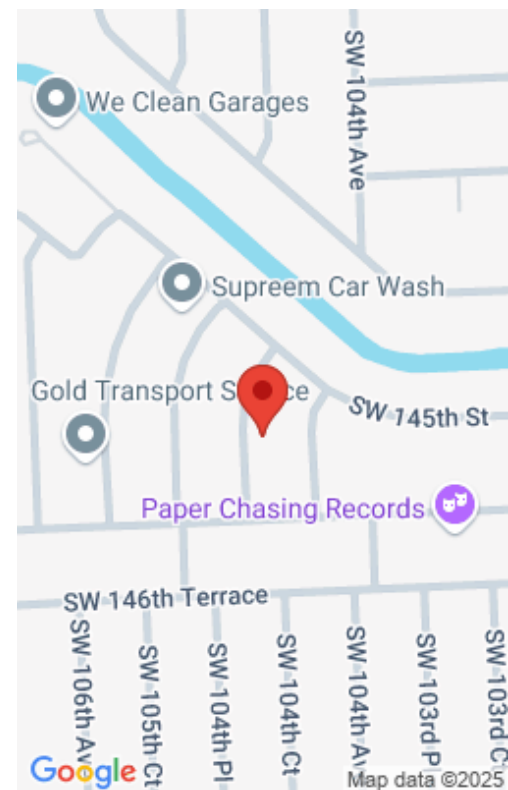 SW 104th Ave
We Clean Garages
Supreem Car Wash
Gold Transport S
ce
SW 145th St
Paper Chasing Records
SW 146th Terrace
SW 106th Av
SW 105th Ct
SW 104th Pl
SW 104th Ct
SW 104th Av
SW 103rd P
SW 103rd C
Google
Map data ©2025